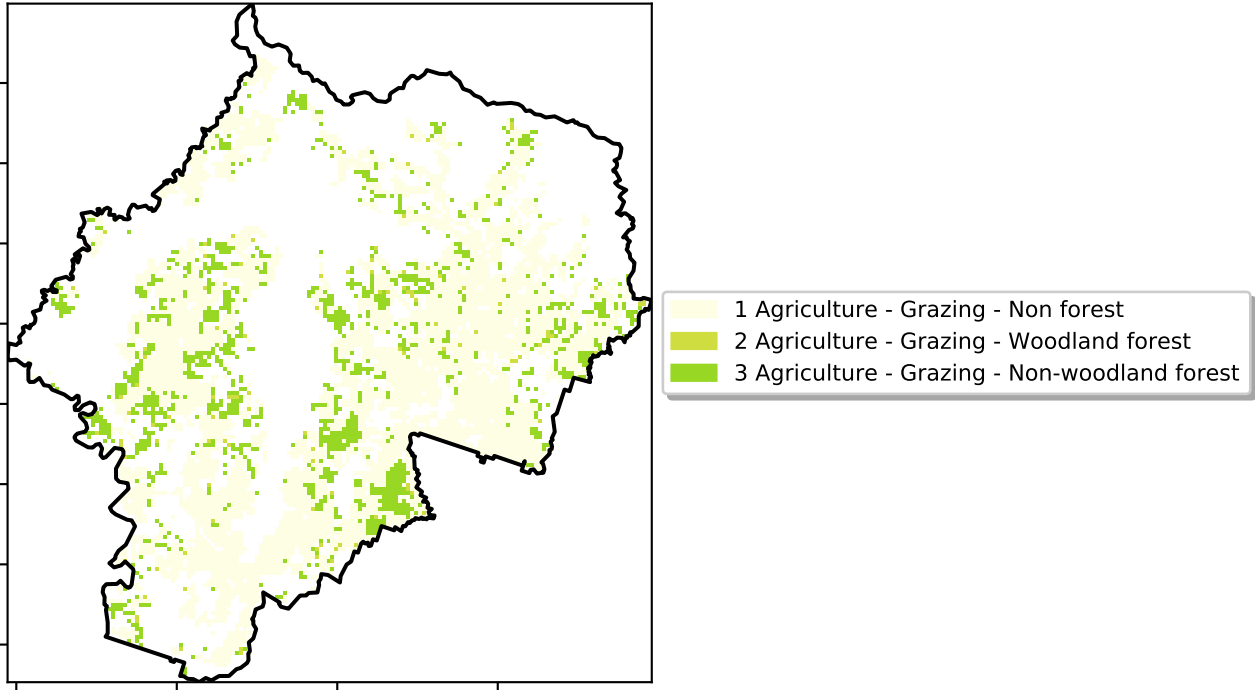 1 Agriculture - Grazing - Non forest
2 Agriculture - Grazing - Woodland forest
3 Agriculture - Grazing - Non-woodland forest